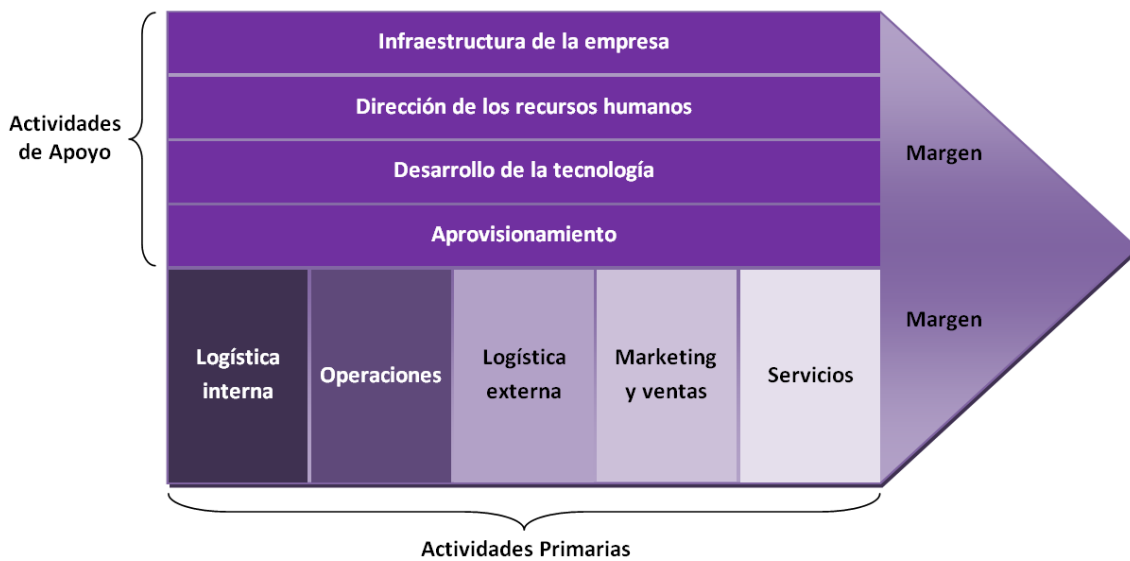 Infraestructura de la empresa
Dirección de los recursos humanos
Actividades
de Apoyo
Desarrollo de la tecnología
Aprovisionamiento
Margen
Margen
Logística
interna
Operaciones
Logística
externa
Marketing
y ventas
Servicios
Actividades Primarias